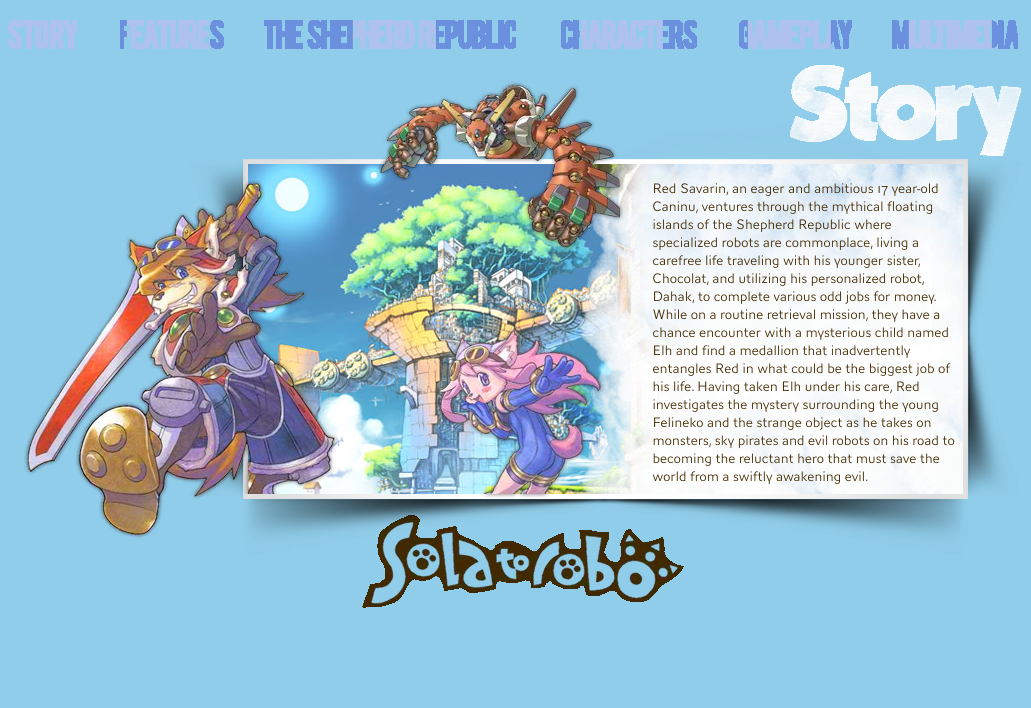 STORY FEATURES THE SHEPHERD REPUBLIC CHARACTERS GAMEPLAY MULTIMEDIA
Story
Red Savarin, an eager and ambitious 17 year-old
Caninu, ventures through the mythical floating
islands of the Shepherd Republic where
specialized robots are commonplace, living a
carefree life traveling with his younger sister,
Chocolat, and utilizing his personalized robot,
Dahak, to complete various odd jobs for money.
While on a routine retrieval mission, they have a
chance encounter with a mysterious child named
Elh and find a medallion that inadvertently
entangles Red in what could be the biggest job of
his life. Having taken Elh under his care, Red
investigates the mystery surrounding the young
Felineko and the strange object as he takes on
monsters, sky pirates and evil robots on his road to
becoming the reluctant hero that must save the
world from a swiftly awakening evil.
Solatorobo